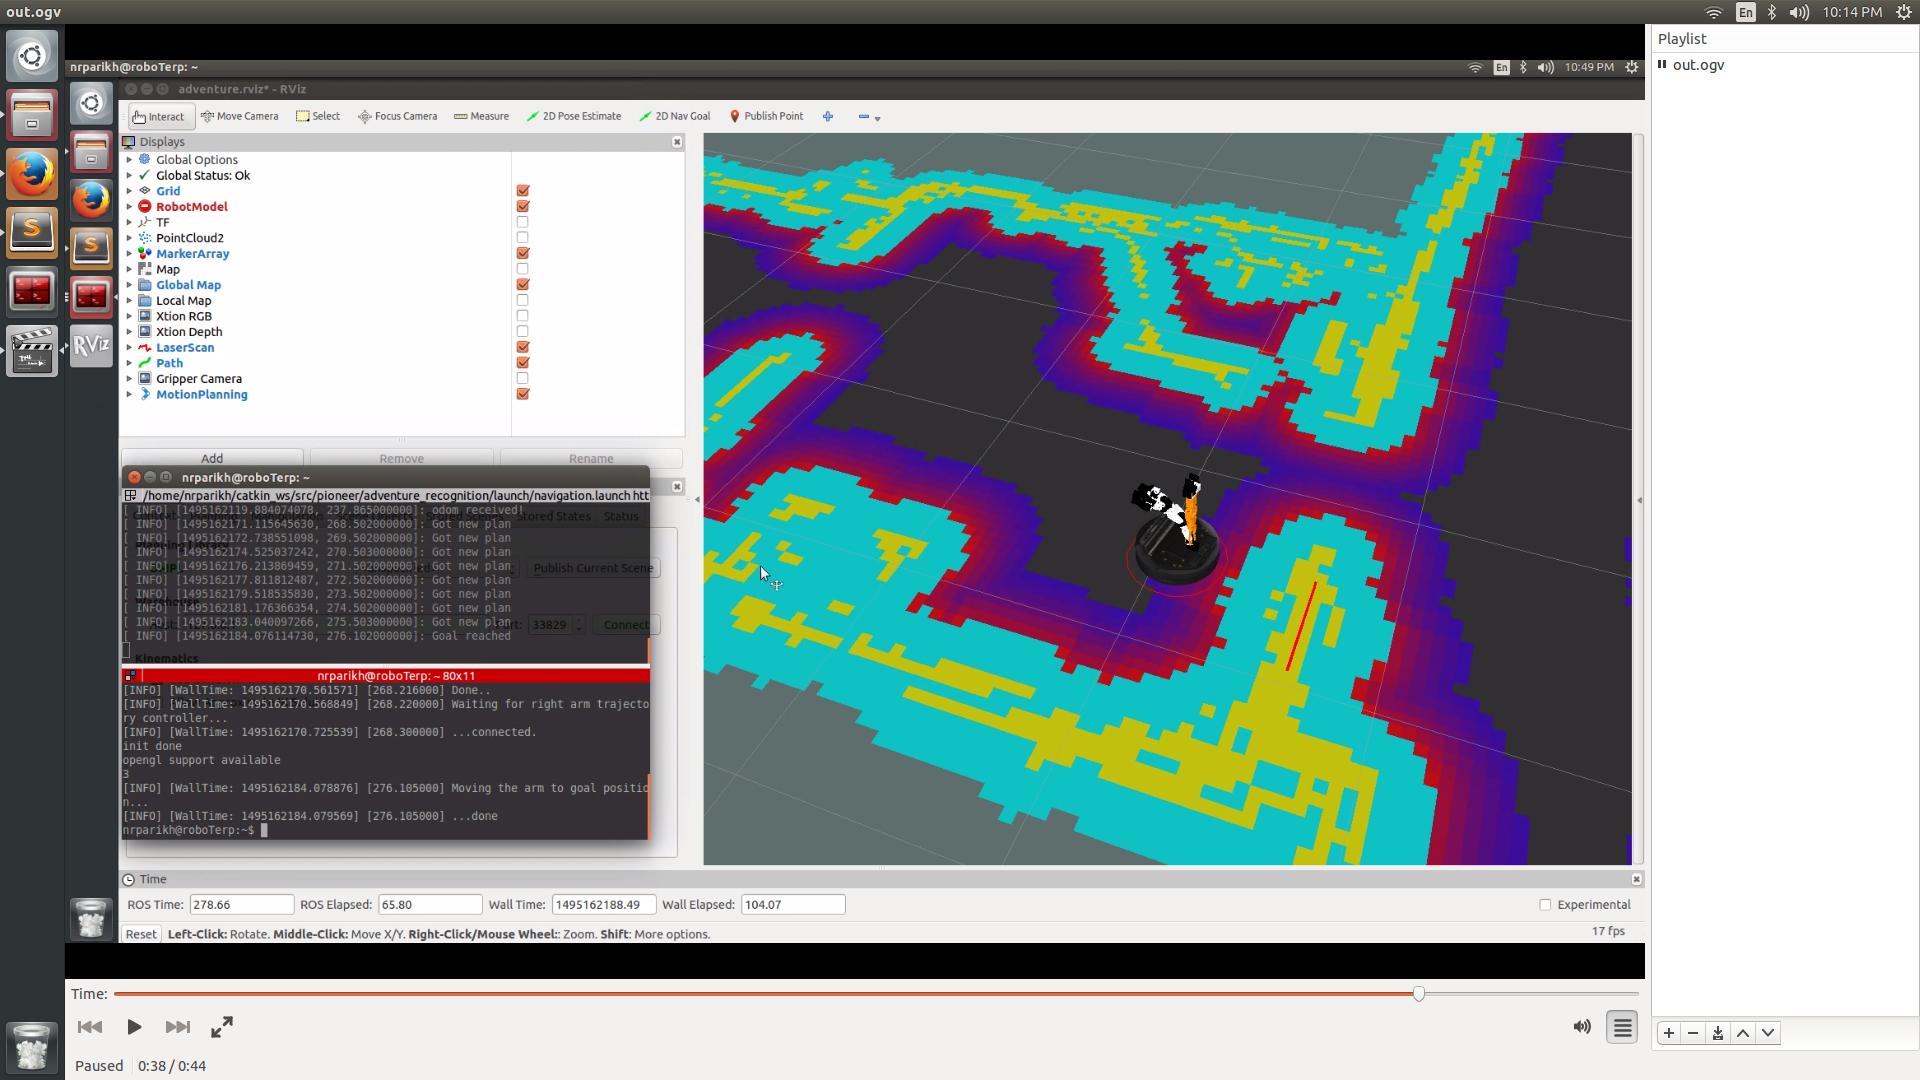 out.ogv
En
10:14 PM
nrparikh@roboTerp: ~
En
10:49 PM
adventure.rviz* - RViz
Interact
Move Camera
Select
Focus Camera
Measure
2D Pose Estimate
2D Nav Goal
Publish Point
Displays
Global Options
Global Status: Ok
Grid
RobotModel
TF
PointCloud2
MarkerArray
Map
Global Map
Local Map
Xtion RGB
Xtion Depth
LaserScan
Path
Gripper Camera
MotionPlanning
Add
Remove
Rename
nrparikh@roboTerp: ~
/home/nrparikh/catkin_ws/src/pioneer/adventure_recognition/launch/navigation.launch htt
[ INFO] [1495162119.884074078, 237.865000000]: odom received!
[ INFO] [1495162171.115645630, 268.502000000]: Got new plan
[ INFO] [1495162172.738551098, 269.502000000]: Got new plan
[ INFO] [1495162174.525037242, 270.503000000]: Got new plan
[ INFO] [1495162176.213869459, 271.502000000]: Got new plan
[ INFO] [1495162177.811812487, 272.502000000]: Got new plan
[ INFO] [1495162179.518535830, 273.502000000]: Got new plan
[ INFO] [1495162181.176366354, 274.502000000]: Got new plan
[ INFO] [1495162183.040097266, 275.503000000]: Got new plan
[ INFO] [1495162184.076114730, 276.102000000]: Goal reached
Stored States
Status
Publish Current Scene
33829
Connect
Kinematics
nrparikh@roboTerp: ~ 80x11
[INFO] [WallTime: 1495162170.561571] [268.216000] Done..
[INFO] [WallTime: 1495162170.568849] [268.220000] Waiting for right arm trajecto
ry controller...
[INFO] [WallTime: 1495162170.725539] [268.300000] ...connected.
init done
opengl support available
3
[INFO] [WallTime: 1495162184.078876] [276.105000] Moving the arm to goal positio
n...
[INFO] [WallTime: 1495162184.079569] [276.105000] ...done
nrparikh@roboTerp:~$
RViz
Time
ROS Time: 278.66
ROS Elapsed: 65.80
Wall Time: 1495162188.49
Wall Elapsed: 104.07
Experimental
Reset
Left-Click: Rotate. Middle-Click: Move X/Y. Right-Click/Mouse Wheel:: Zoom. Shift: More options.
17 fps
Time:
Paused
0:38 / 0:44
Playlist
out.ogv